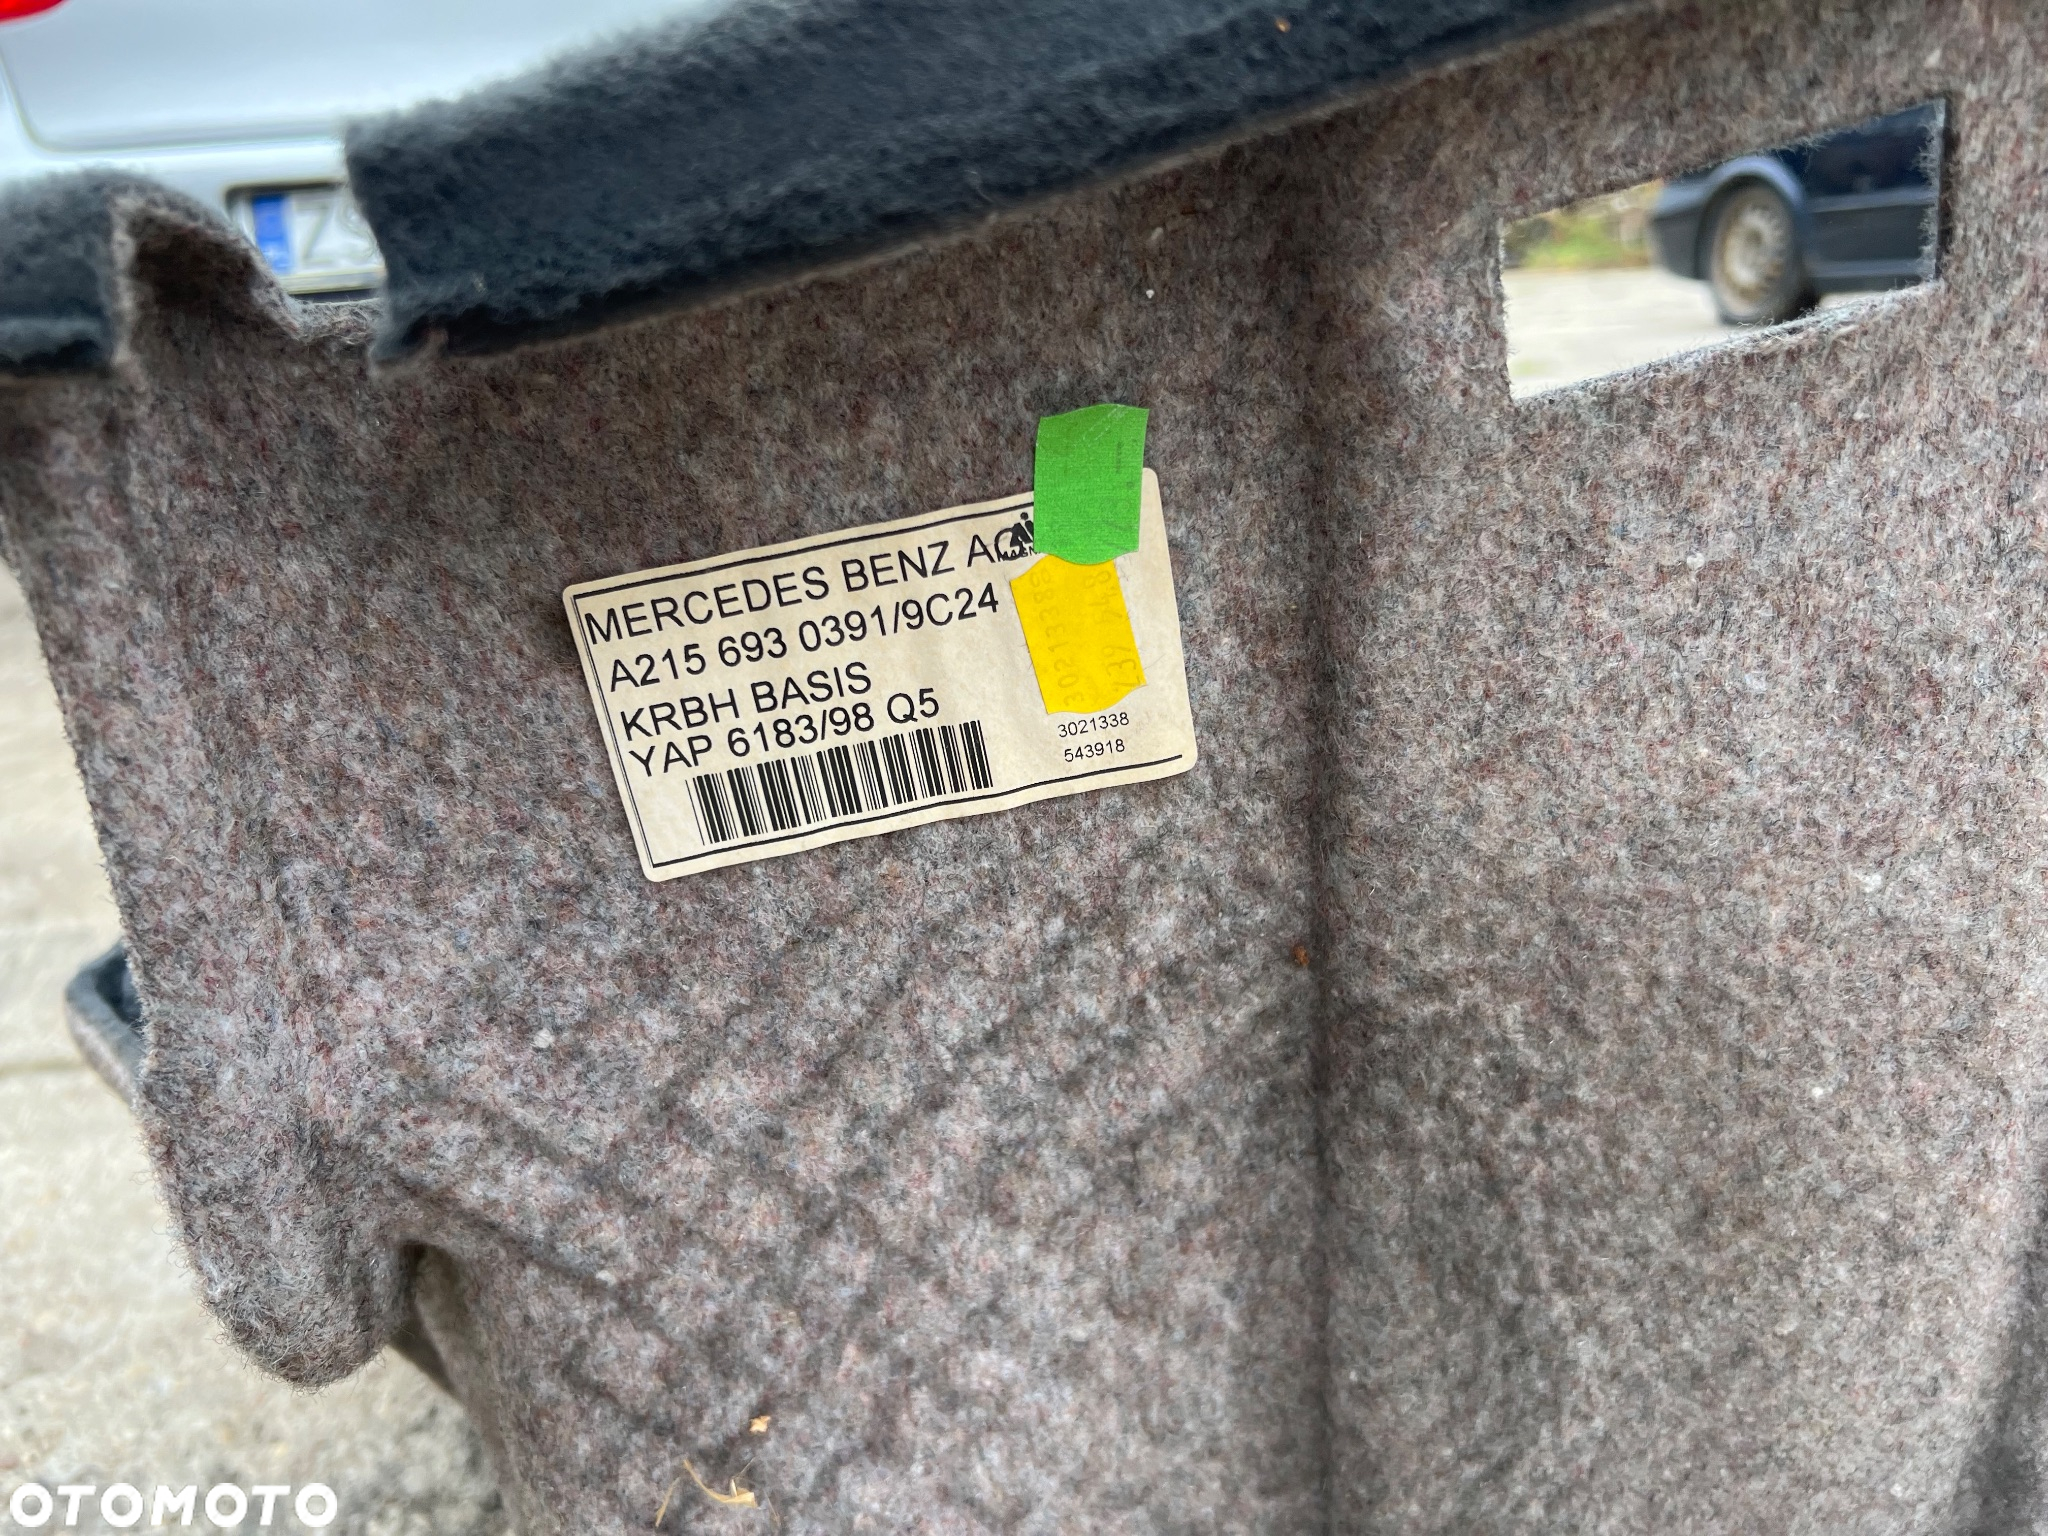 MERCEDES BENZ AG
A215 693 0391/9C24
KRBH BASIS
YAP 6183/98 Q5
3021338
543918
OTOMOTO